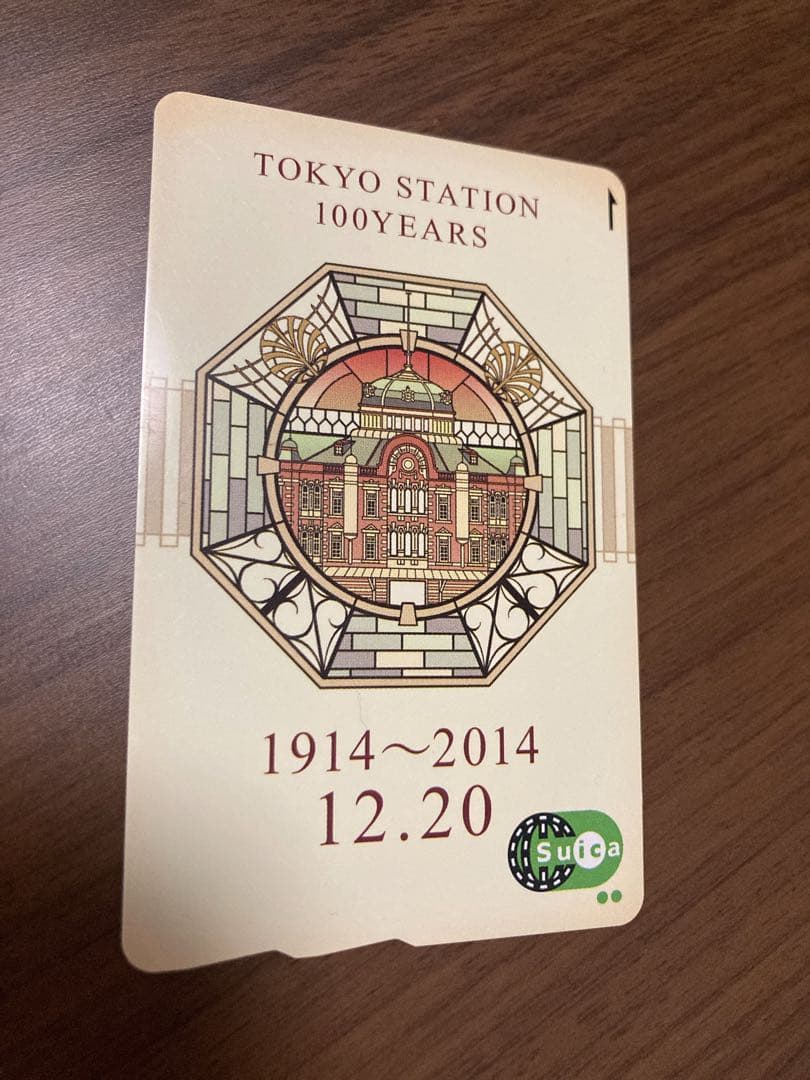 TOKYO STATION
100YEARS
1914～2014
12.20
Suica